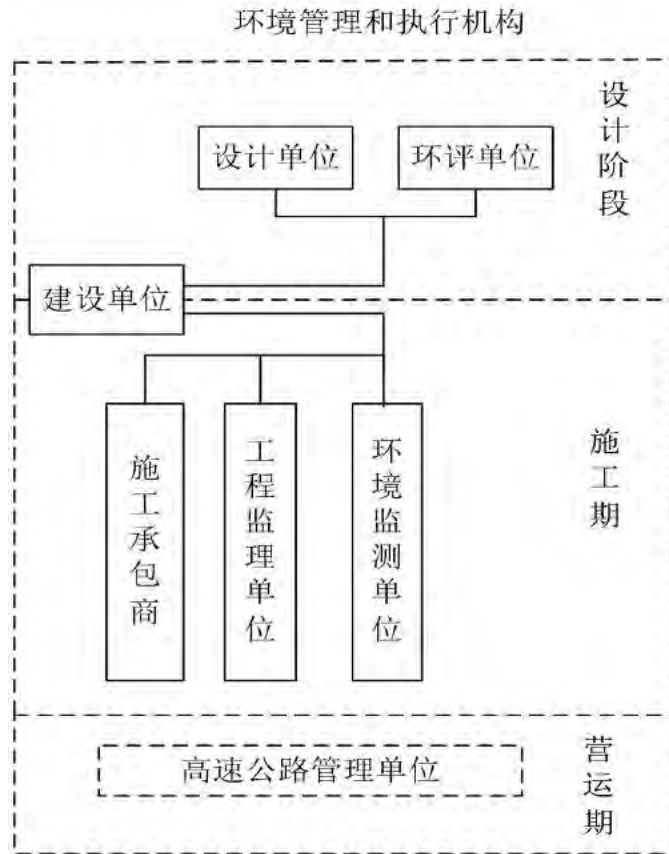 环境管理和执行机构
设计阶段
设计单位
环评单位
建设单位
施工承包商
工程监理单位
环境监测单位
施工期
高速公路管理单位
营运期